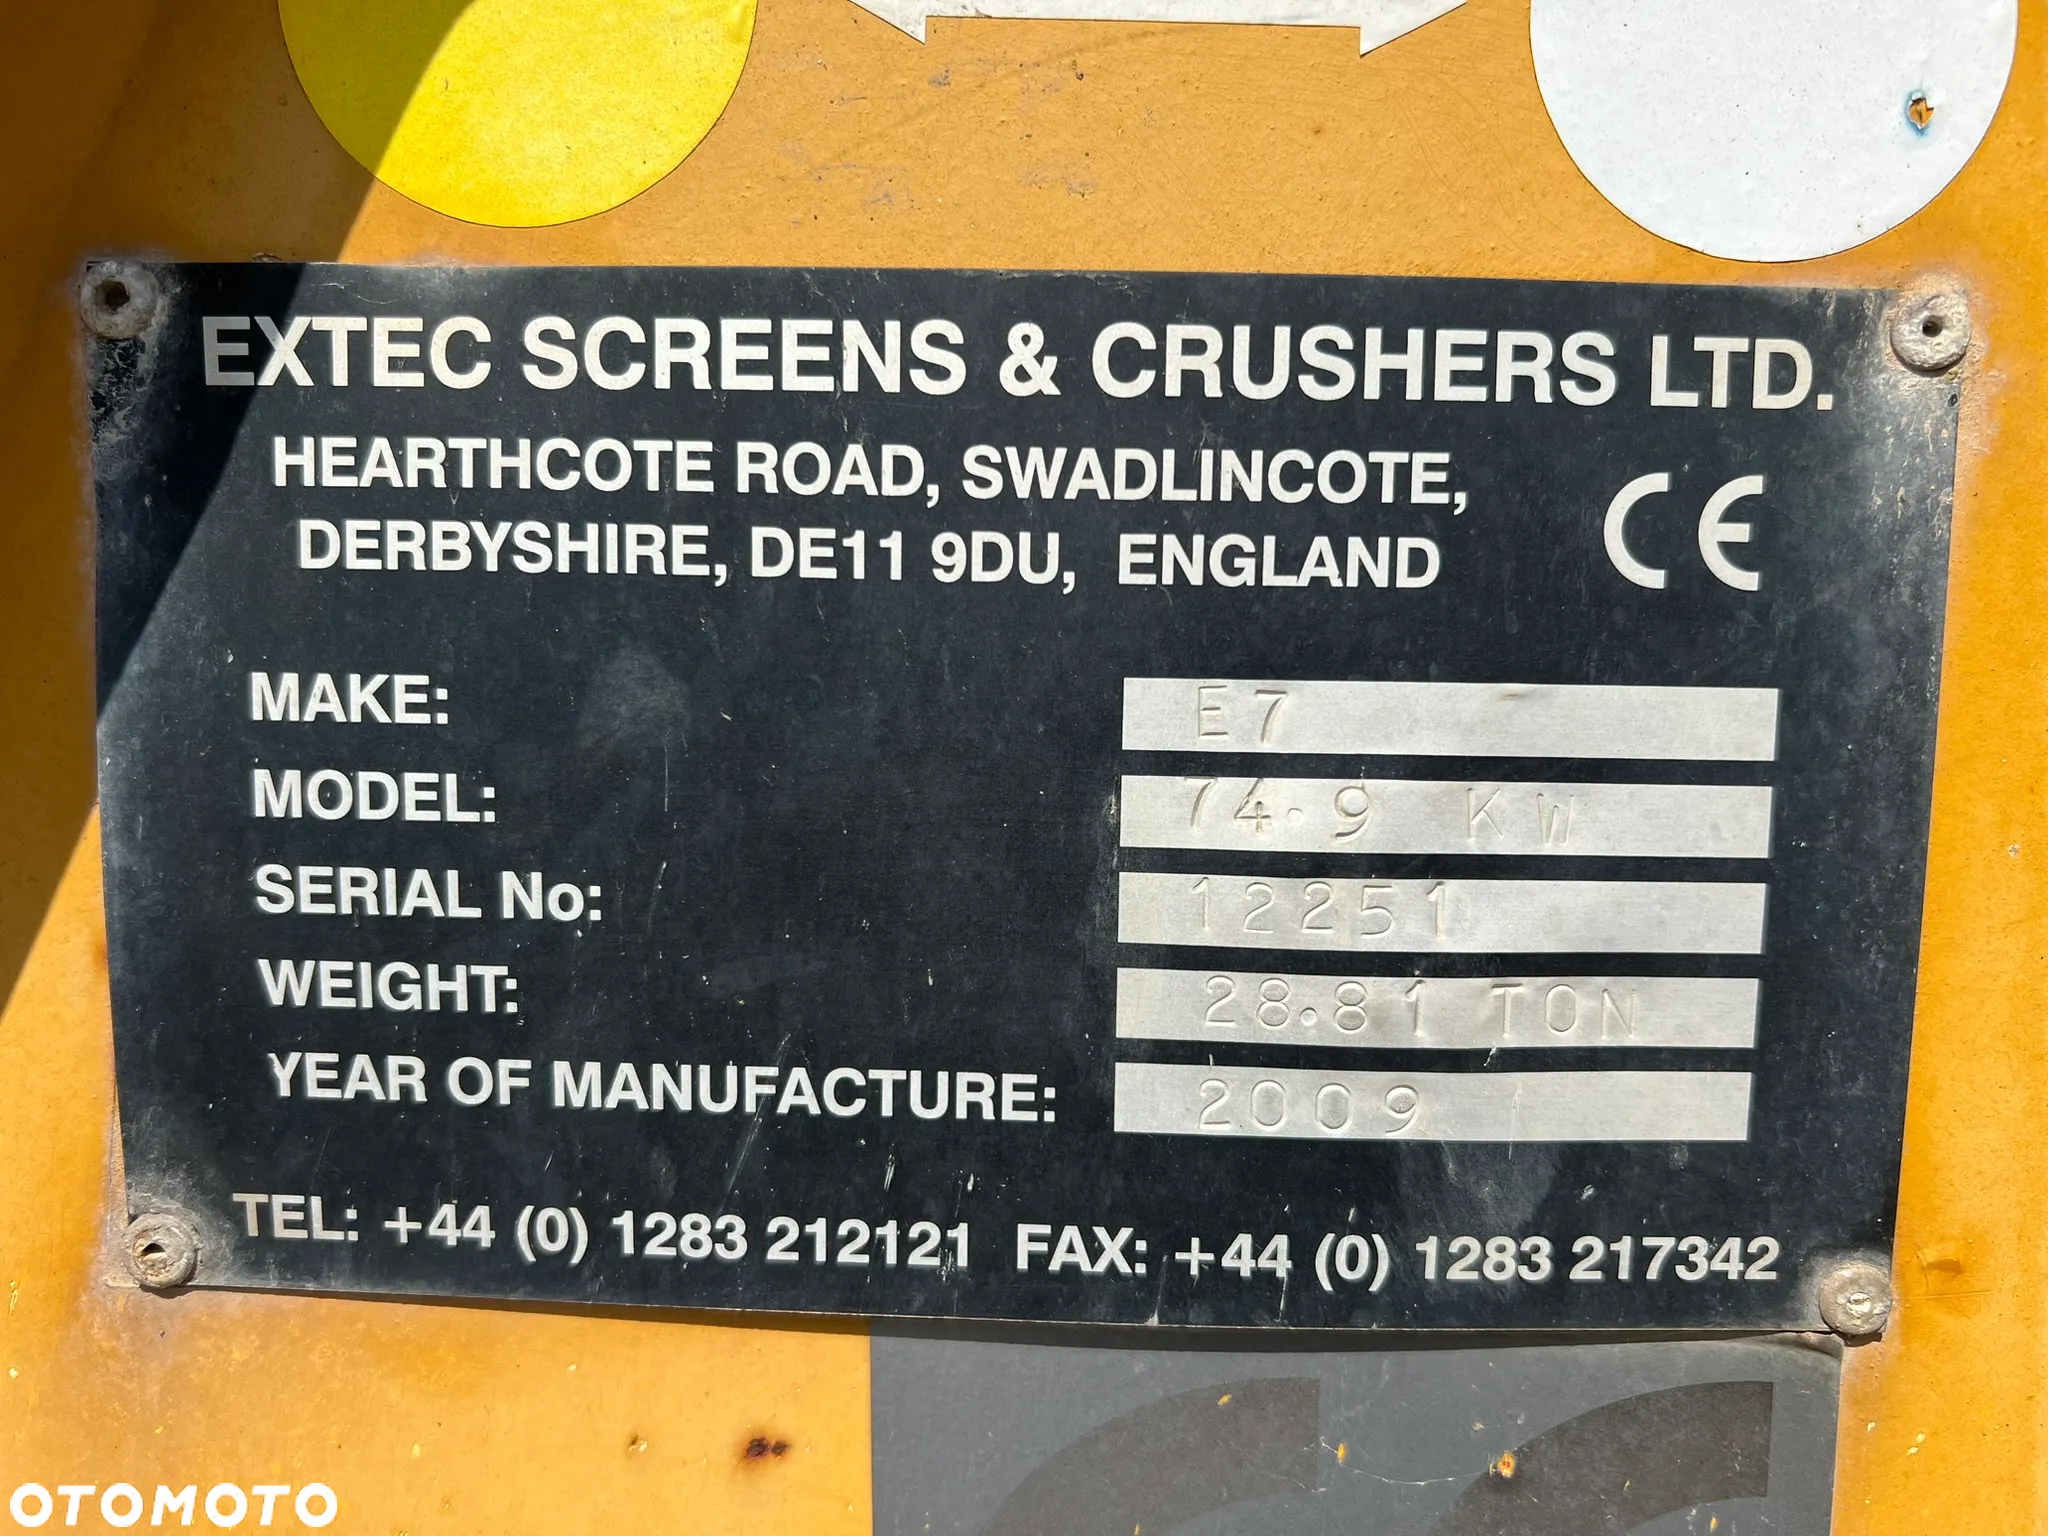 EXTEC SCREENS & CRUSHERS LTD.
HEARTHCOTE ROAD, SWADLINCOTE,
DERBYSHIRE, DE11 9DU, ENGLAND
CE
MAKE: E7
MODEL: 74.9 KW
SERIAL No: 12251
WEIGHT: 28.81 TON
YEAR OF MANUFACTURE: 2009
TEL: +44 (0) 1283 212121 FAX: +44 (0) 1283 217342
OTOMOTO